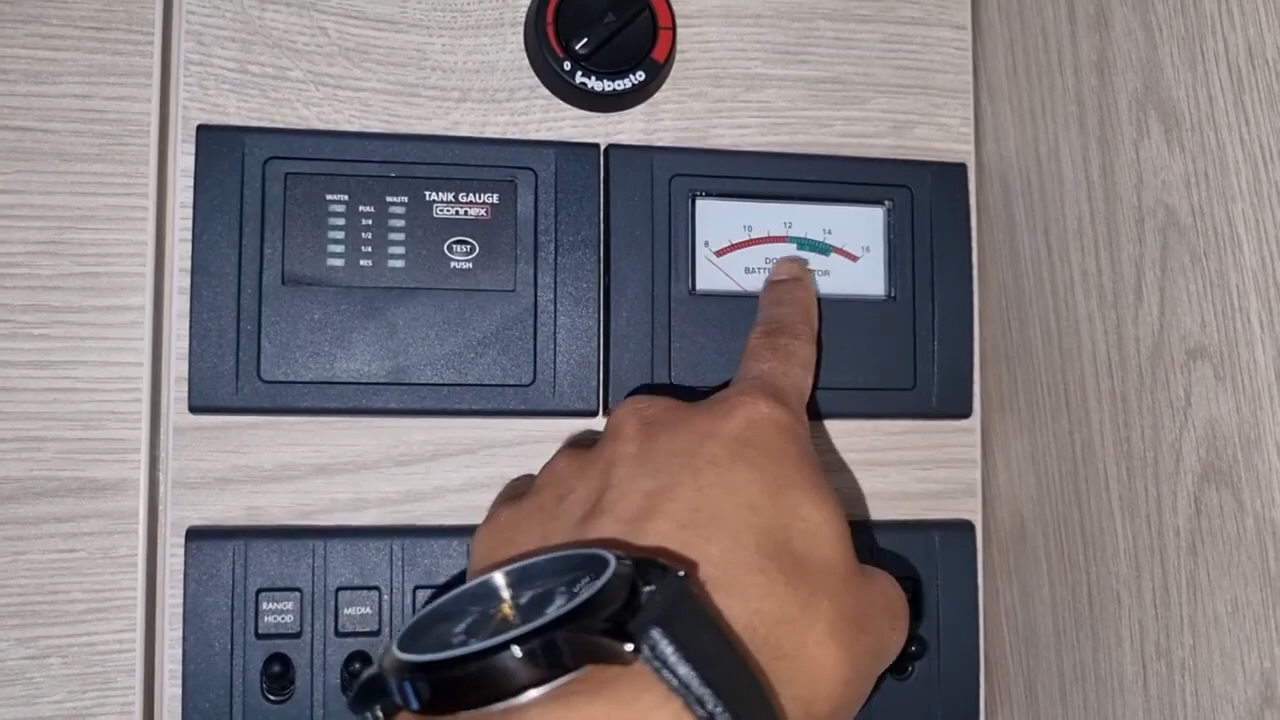 0
Webasto
WATER
WASTE
TANK GAUGE
FULL
connex
3/4
1/2
1/4
TEST
RES
PUSH
8
10
12
14
16
RANGE
HOOD
MEDIA